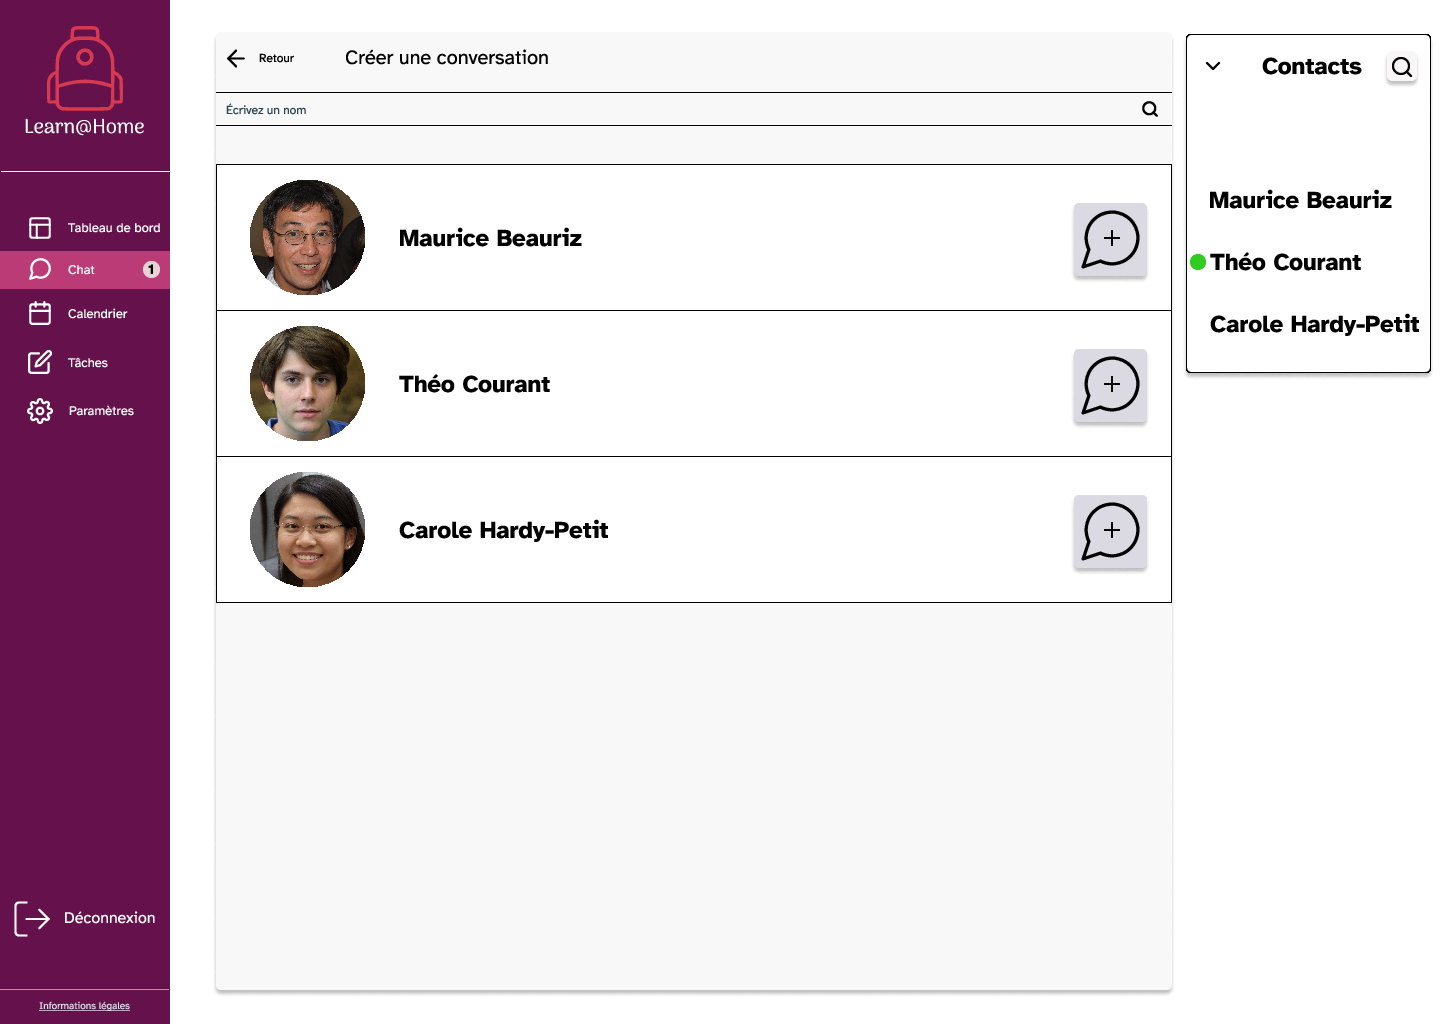 Learn@Home
Tableau de bord
Chat
1
Calendrier
Tâches
Paramètres
Déconnexion
Informations légales
Retour
Créer une conversation
Écrivez un nom
Maurice Beauriz
Théo Courant
Carole Hardy-Petit
Contacts
Maurice Beauriz
Théo Courant
Carole Hardy-Petit